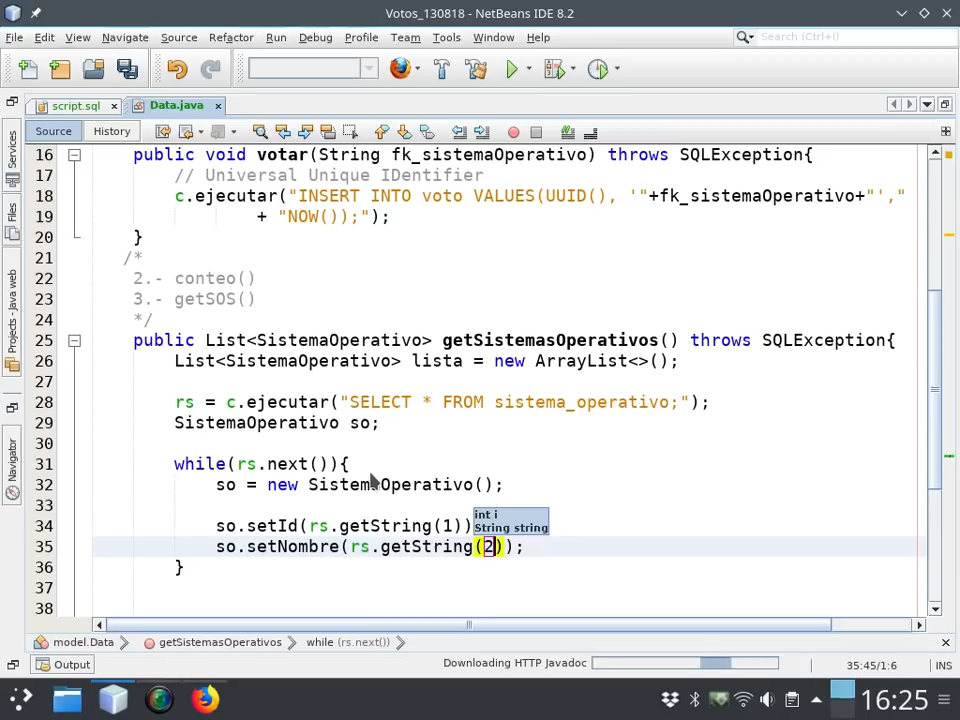 Votos_130818 - NetBeans IDE 8.2
File Edit View Navigate Source Refactor Run Debug Profile Team Tools Window Help Search (Ctrl+I)
script.sql Data.java
Source History
16 public void votar(String fk_sistemaOperativo) throws SQLException{
17 // Universal Unique IDentifier
18 c.ejecutar("INSERT INTO voto VALUES(UUID(), '"+fk_sistemaOperativo+"',"
19 + "NOW());");
20 }
21 /*
22 2.- conteo()
23 3.- getSOS()
24 */
25 public List<SistemaOperativo> getSistemasOperativos() throws SQLException{
26 List<SistemaOperativo> lista = new ArrayList<>();
27
28 rs = c.ejecutar("SELECT * FROM sistema_operativo;");
29 SistemaOperativo so;
30
31 while(rs.next()){
32 so = new SistemaOperativo();
33
int i
34 so.setId(rs.getString(1))
String string
35 so.setNombre(rs.getString(2));
36 }
37
38
Services
Files
Projects - Java web
Navigator
model.Data getSistemasOperativos while (rs.next())
Output Downloading HTTP Javadoc 35:45/1:6 INS
16:25